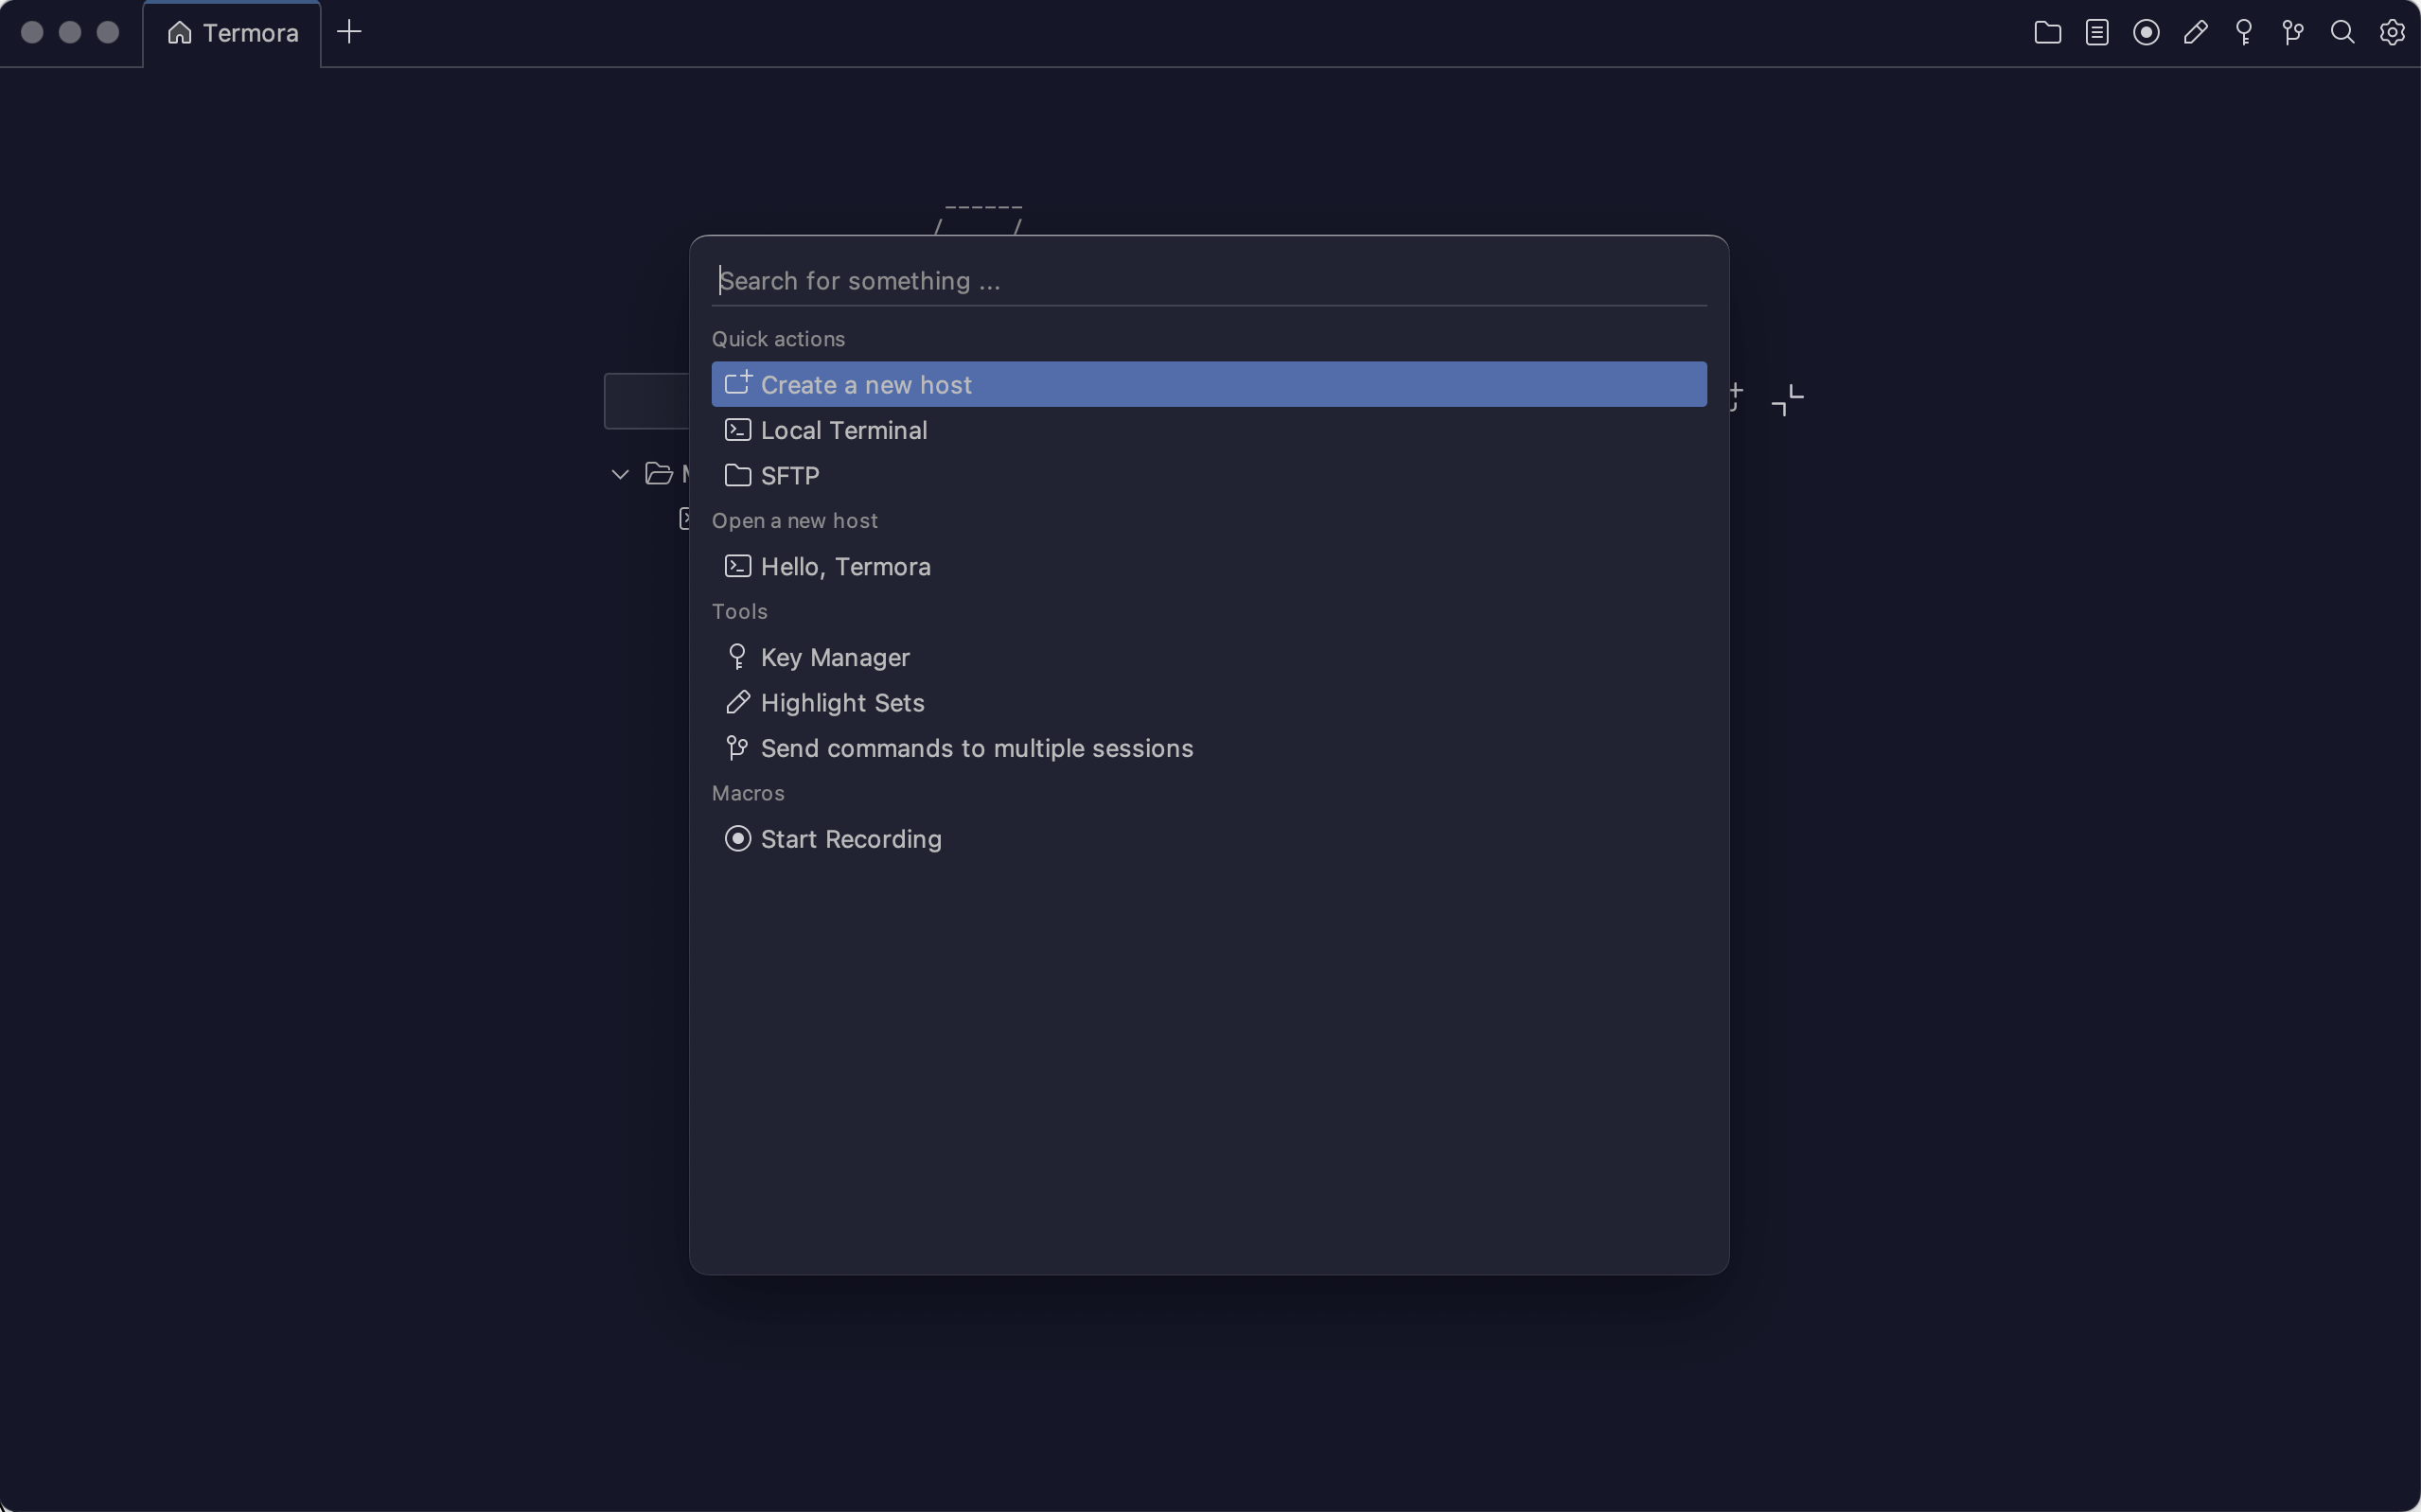 Termora
Search for something ...
Quick actions
Create a new host
Local Terminal
SFTP
Open a new host
Hello, Termora
Tools
Key Manager
Highlight Sets
Send commands to multiple sessions
Macros
Start Recording